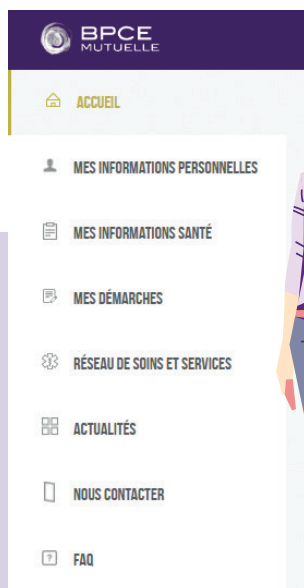 BPCE
MUTUELLE
ACCUEIL
MES INFORMATIONS PERSONNELLES
MES INFORMATIONS SANTÉ
MES DÉMARCHES
RÉSEAU DE SOINS ET SERVICES
ACTUALITÉS
NOUS CONTACTER
? FAQ